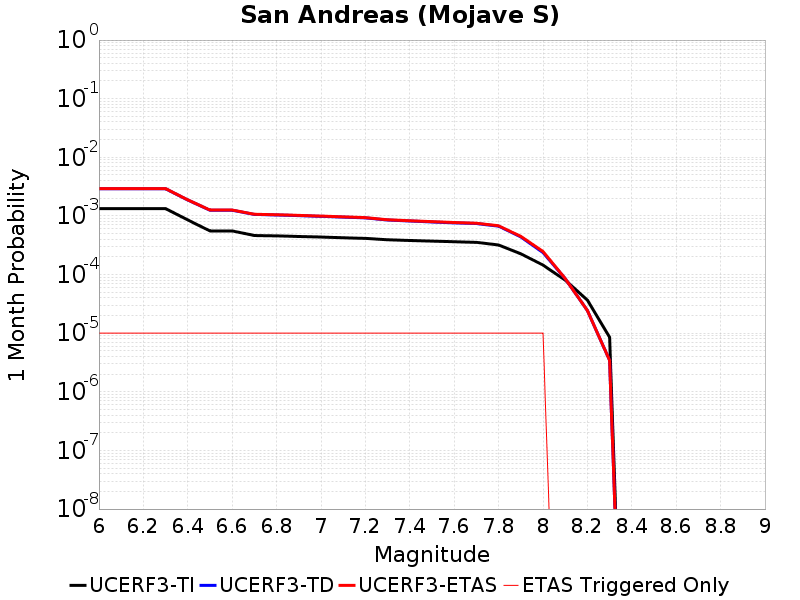 San Andreas (Mojave S)
1 Month Probability
10^0
10^-1
10^-2
10^-3
10^-4
10^-5
10^-6
10^-7
10^-8
6 6.2 6.4 6.6 6.8 7 7.2 7.4 7.6 7.8 8 8.2 8.4 8.6 8.8 9
Magnitude
UCERF3-TI UCERF3-TD UCERF3-ETAS ETAS Triggered Only